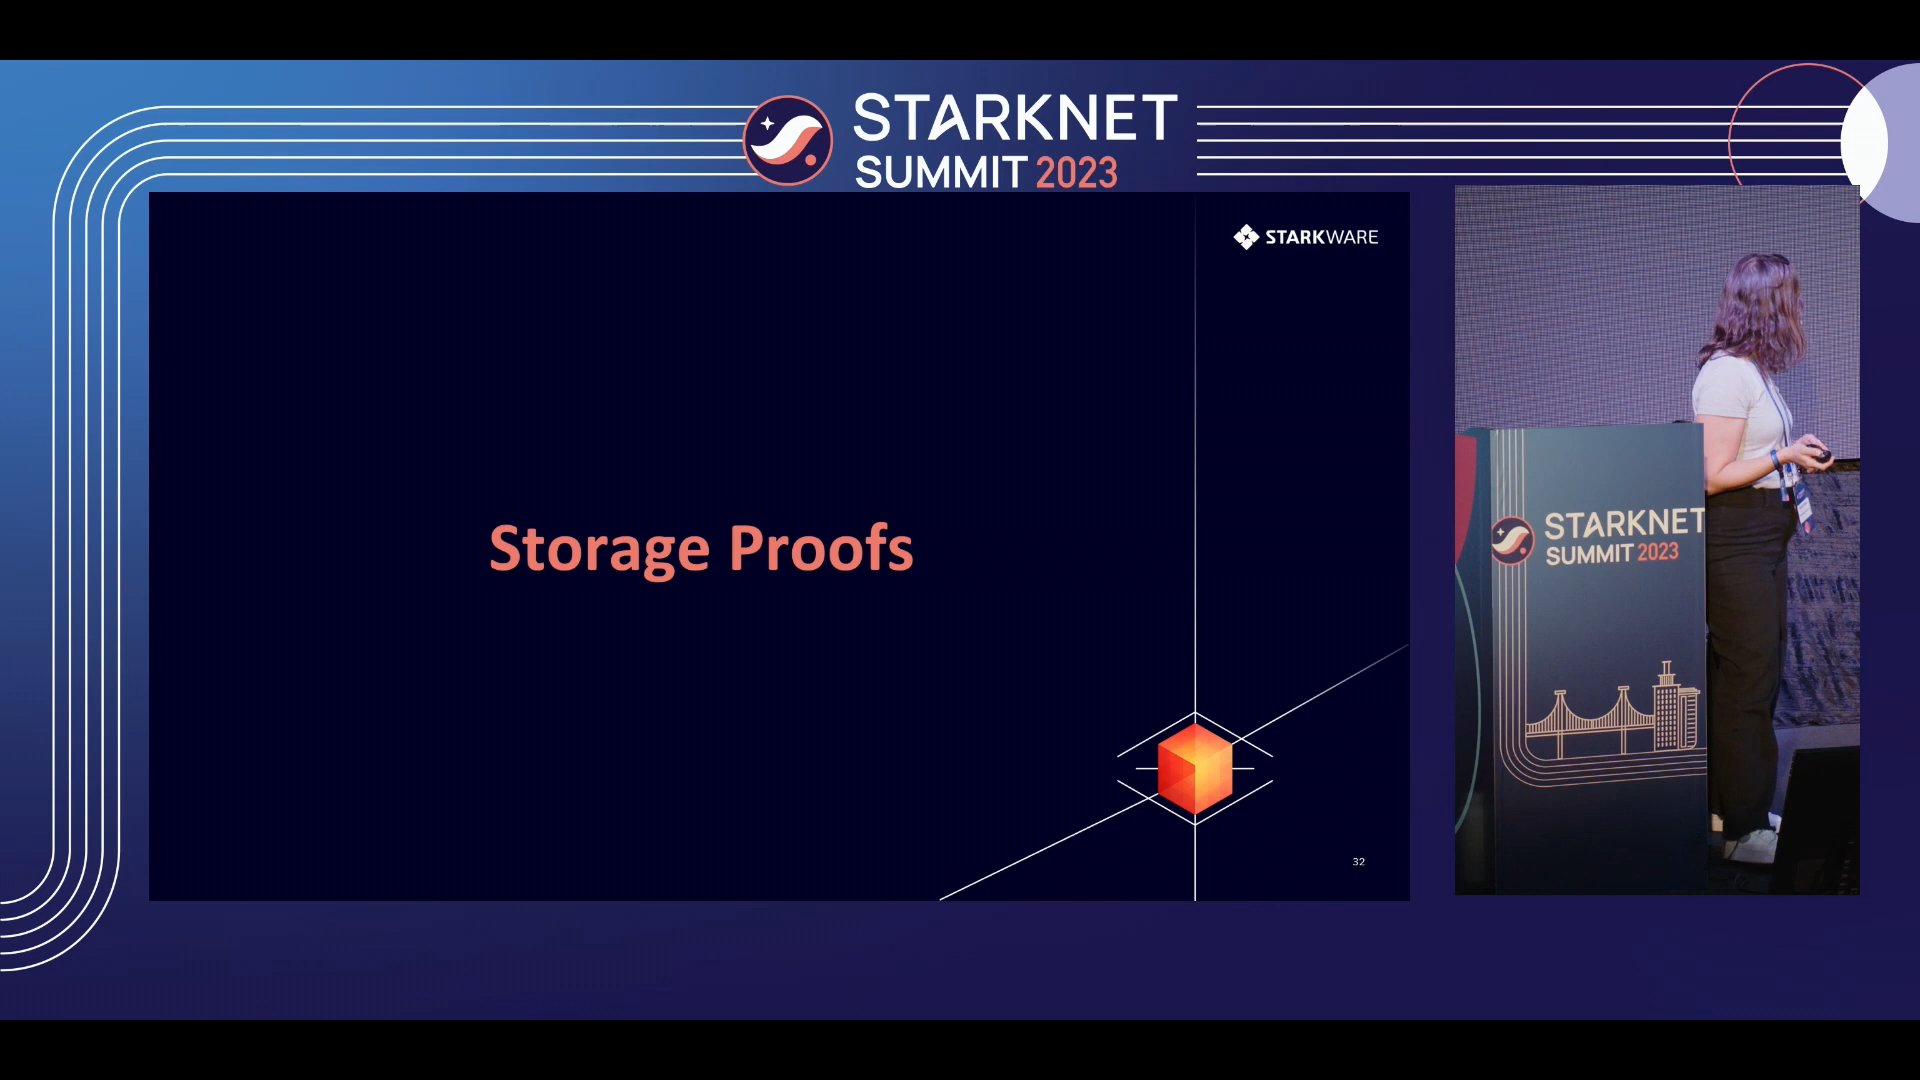 STARKNET
SUMMIT 2023
STARKWARE
Storage Proofs
32
STARKNET
SUMMIT 2023